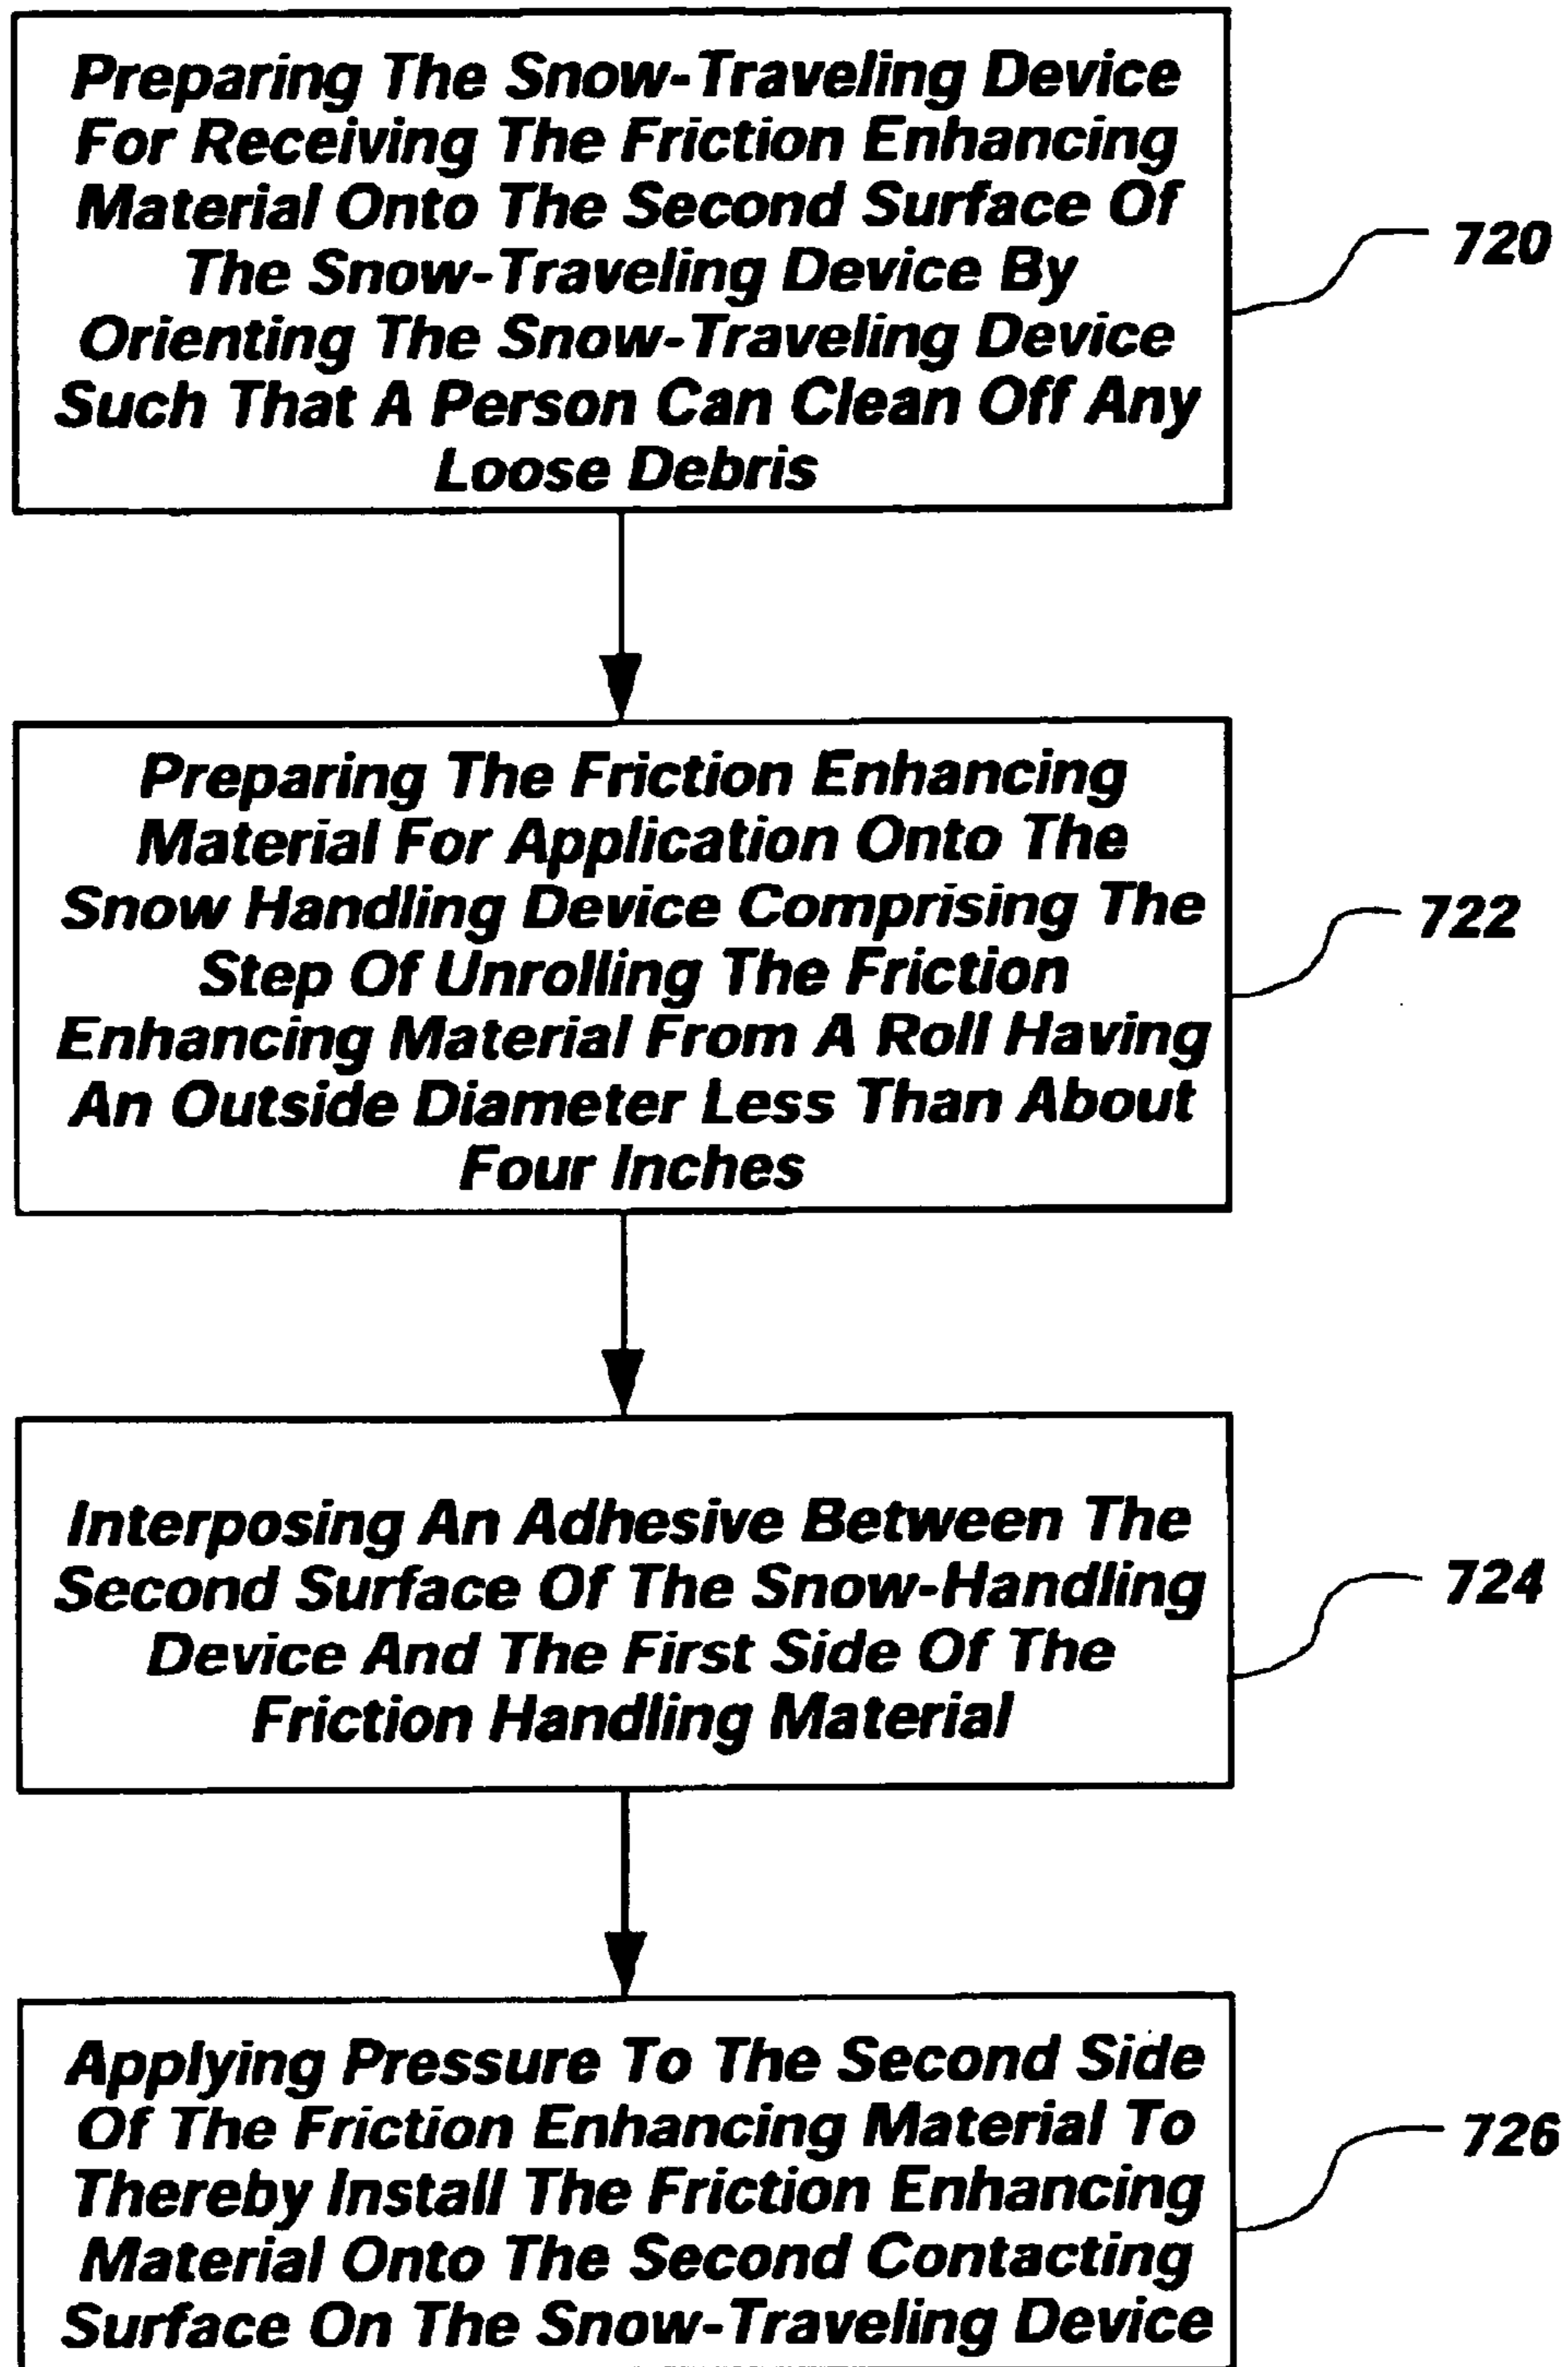 Preparing The Snow-Traveling Device
For Receiving The Friction Enhancing
Material Onto The Second Surface Of
The Snow-Traveling Device By
Orienting The Snow-Traveling Device
Such That A Person Can Clean Off Any
Loose Debris
720
Preparing The Friction Enhancing
Material For Application Onto The
Snow Handling Device Comprising The
Step Of Unrolling The Friction
Enhancing Material From A Roll Having
An Outside Diameter Less Than About
Four Inches
722
Interposing An Adhesive Between The
Second Surface Of The Snow-Handling
Device And The First Side Of The
Friction Handling Material
724
Applying Pressure To The Second Side
Of The Friction Enhancing Material To
Thereby Install The Friction Enhancing
Material Onto The Second Contacting
Surface On The Snow-Traveling Device
726